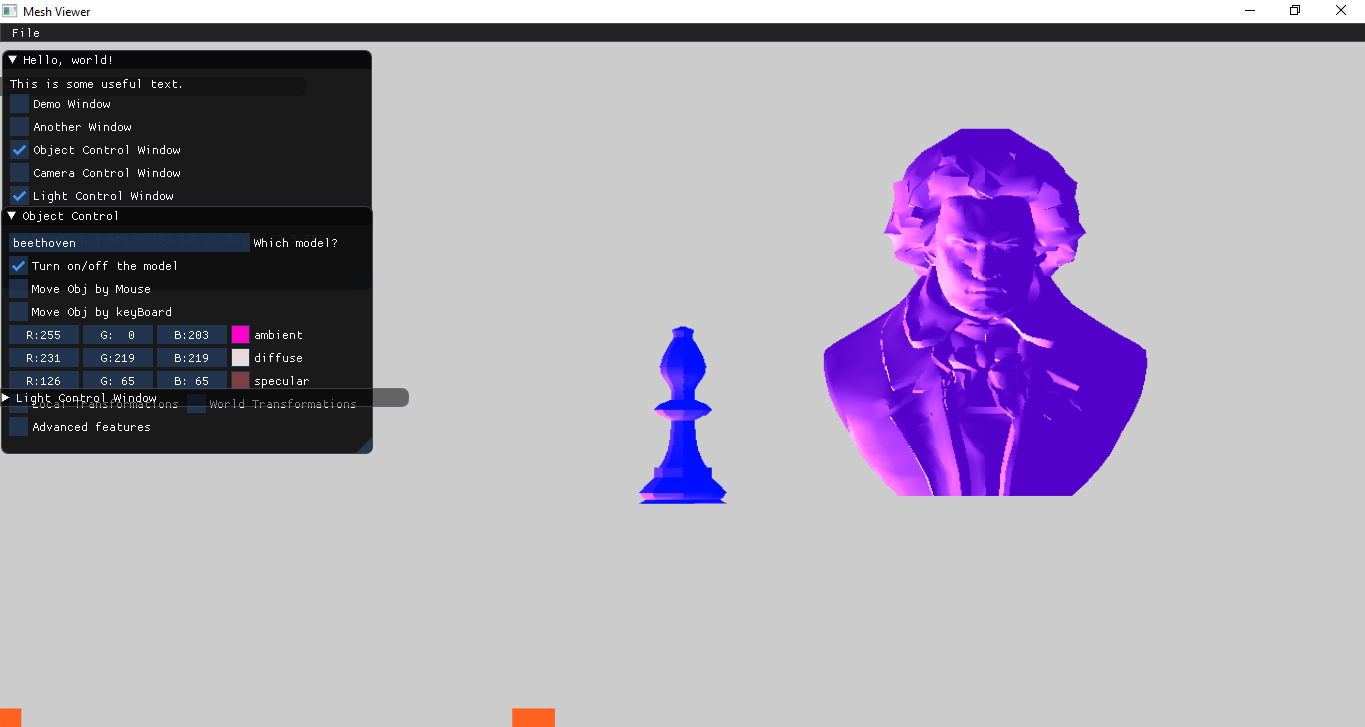 Mesh Viewer
File
Hello, world!
This is some useful text.
Demo Window
Another Window
Object Control Window
Camera Control Window
Light Control Window
Object Control
beethoven Which model?
Turn on/off the model
Move Obj by Mouse
Move Obj by keyBoard
R:255 G: 0 B:203 ambient
R:231 G:219 B:219 diffuse
R:126 G: 65 B: 65 specular
Light Control Window
Local Transformations World Transformations
Advanced features